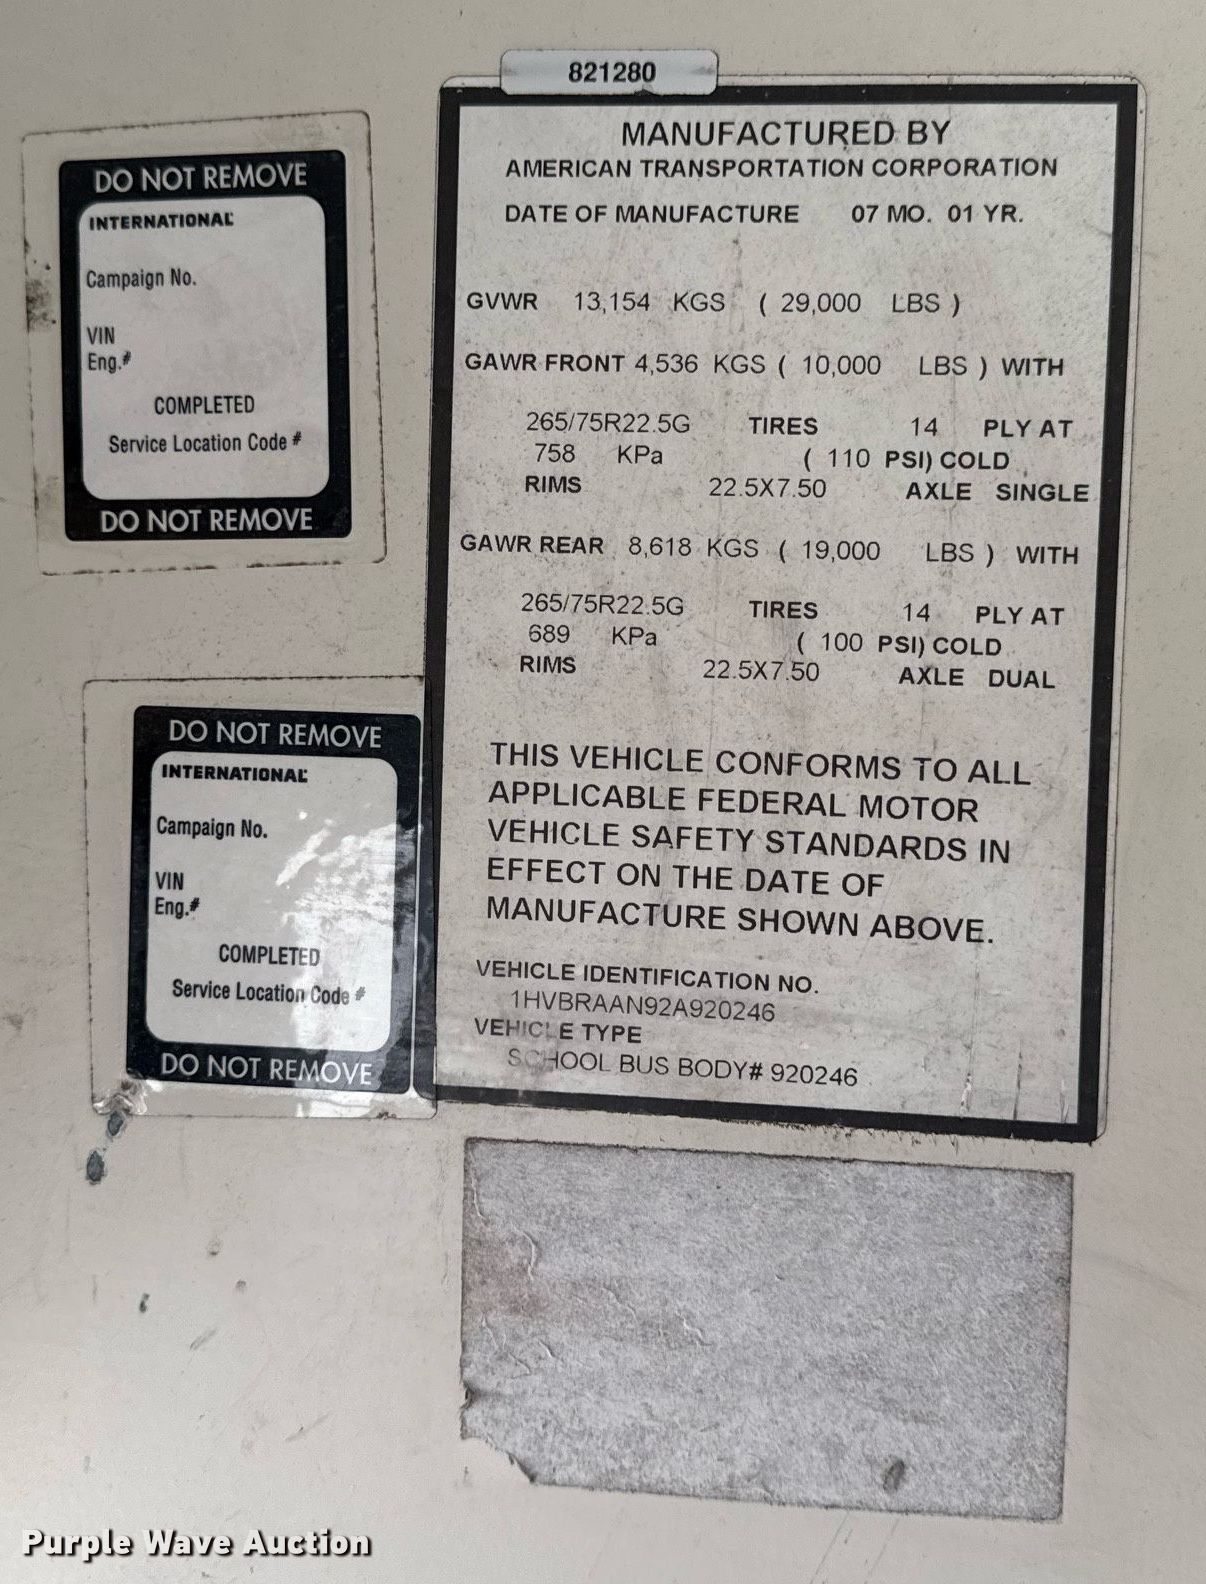 821280
DO NOT REMOVE
INTERNATIONAL
Campaign No.
VIN
Eng.#
COMPLETED
Service Location Code #
DO NOT REMOVE
MANUFACTURED BY
AMERICAN TRANSPORTATION CORPORATION
DATE OF MANUFACTURE 07 MO. 01 YR.
GVWR 13,154 KGS ( 29,000 LBS )
GAWR FRONT 4,536 KGS ( 10,000 LBS ) WITH
265/75R22.5G TIRES 14 PLY AT
758 KPa ( 110 PSI) COLD
RIMS 22.5X7.50 AXLE SINGLE
GAWR REAR 8,618 KGS ( 19,000 LBS ) WITH
265/75R22.5G TIRES 14 PLY AT
689 KPa ( 100 PSI) COLD
RIMS 22.5X7.50 AXLE DUAL
THIS VEHICLE CONFORMS TO ALL
APPLICABLE FEDERAL MOTOR
VEHICLE SAFETY STANDARDS IN
EFFECT ON THE DATE OF
MANUFACTURE SHOWN ABOVE.
VEHICLE IDENTIFICATION NO.
1HVBRAAN92A920246
VEHICLE TYPE
SCHOOL BUS BODY# 920246
DO NOT REMOVE
INTERNATIONAL
Campaign No.
VIN
Eng.#
COMPLETED
Service Location Code #
DO NOT REMOVE
Purple Wave Auction